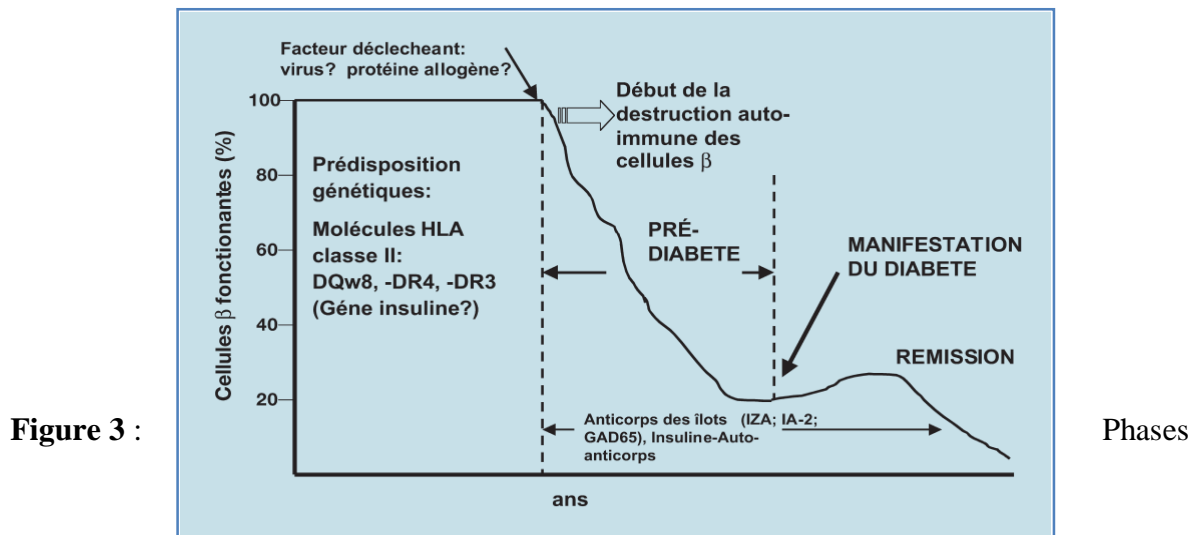 Facteur déclecheant:
virus? protéine allogène?
Début de la
destruction auto-
immune des
cellules β
100
80
60
40
20
Cellules β fonctionantes (%)
Prédisposition
génétiques:
Molécules HLA
classe II:
DQw8, -DR4, -DR3
(Géne insuline?)
PRÉ-
DIABETE
MANIFESTATION
DU DIABETE
REMISSION
Anticorps des îlots (IZA; IA-2;
GAD65), Insuline-Auto-
anticorps
ans
Figure 3 : Phases